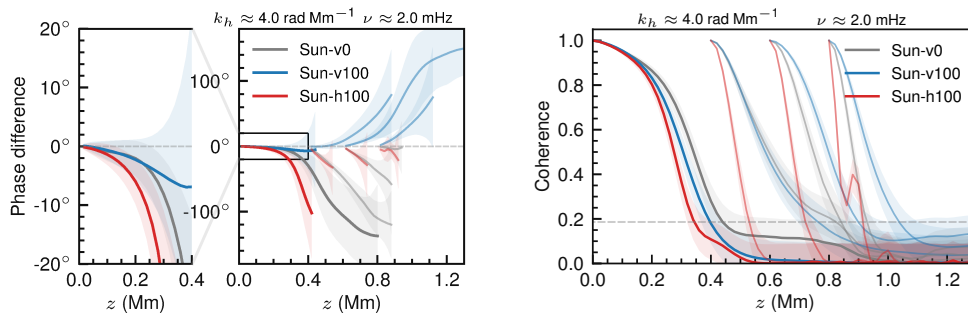 k_h ≈ 4.0 rad Mm⁻¹ ν ≈ 2.0 mHz
Phase difference
20°
10°
0°
-10°
-20°
0.0
0.2
0.4
z (Mm)
100°
0°
-100°
Sun-v0
Sun-v100
Sun-h100
0.0
0.4
0.8
1.2
z (Mm)
k_h ≈ 4.0 rad Mm⁻¹ ν ≈ 2.0 mHz
Coherence
1.0
0.8
0.6
0.4
0.2
0.0
Sun-v0
Sun-v100
Sun-h100
0.0
0.2
0.4
0.6
0.8
1.0
1.2
z (Mm)